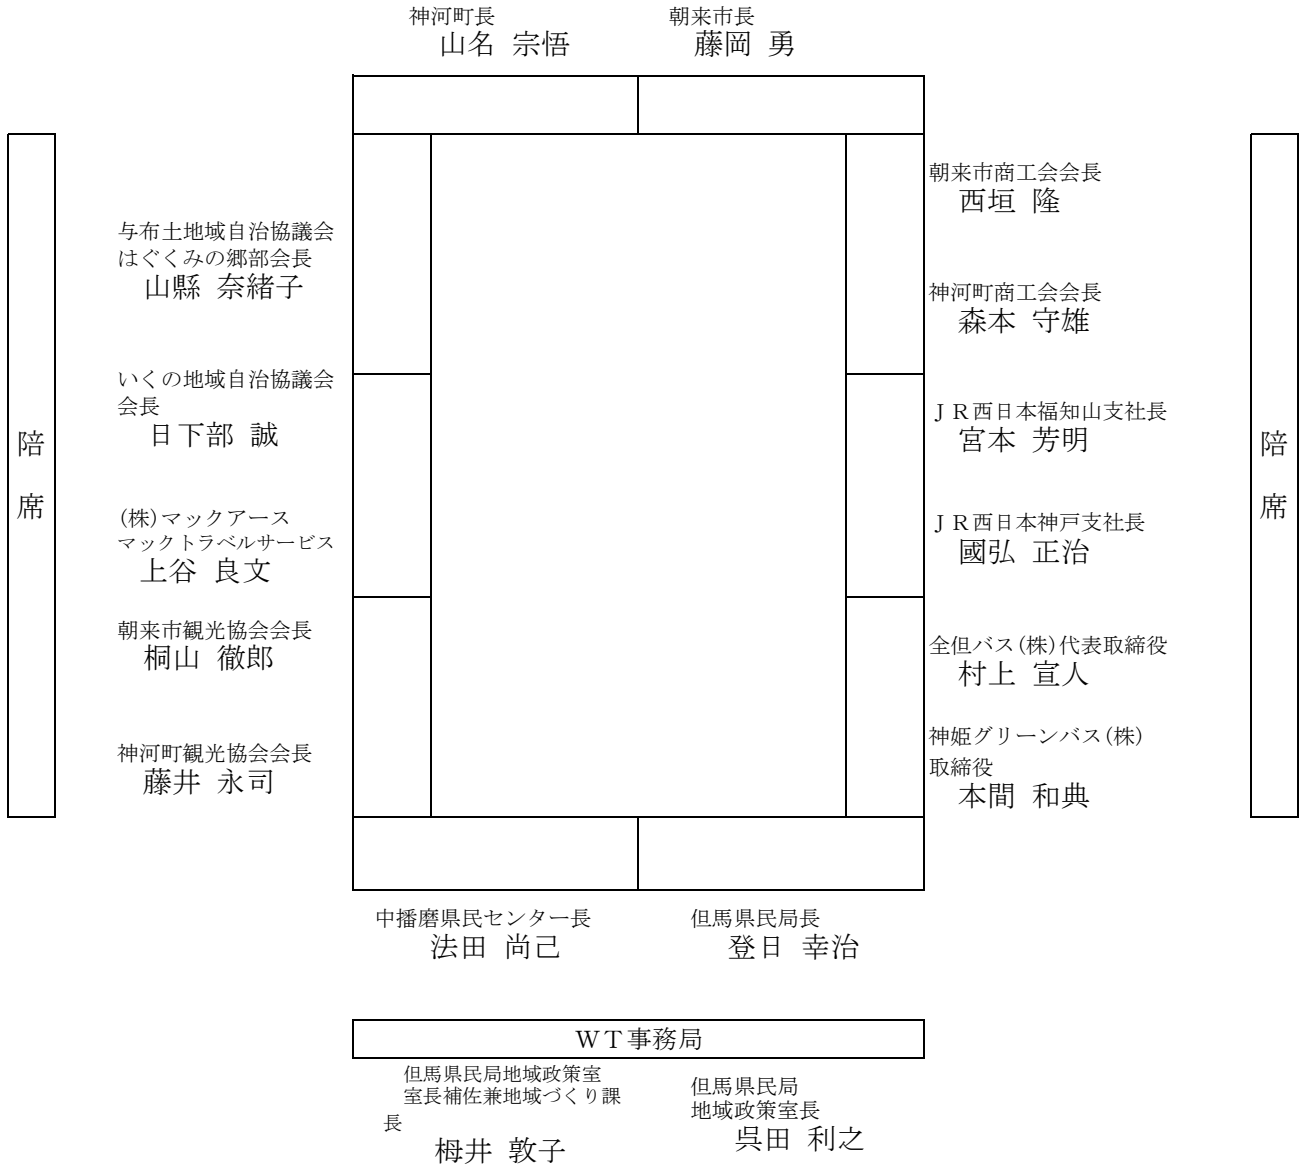 神河町長
山名 宗悟
朝来市長
藤岡 勇
与布土地域自治協議会
はぐくみの郷部会長
山縣 奈緒子
いくの地域自治協議会
会長
日下部 誠
(株)マックアース
マックトラベルサービス
上谷 良文
朝来市観光協会会長
桐山 徹郎
神河町観光協会会長
藤井 永司
陪
席
朝来市商工会会長
西垣 隆
神河町商工会会長
森本 守雄
ＪＲ西日本福知山支社長
宮本 芳明
ＪＲ西日本神戸支社長
國弘 正治
全但バス(株)代表取締役
村上 宣人
神姫グリーンバス(株)
取締役
本間 和典
陪
席
中播磨県民センター長
法田 尚己
但馬県民局長
登日 幸治
ＷＴ事務局
但馬県民局地域政策室
室長補佐兼地域づくり課
長
栂井 敦子
但馬県民局
地域政策室長
呉田 利之